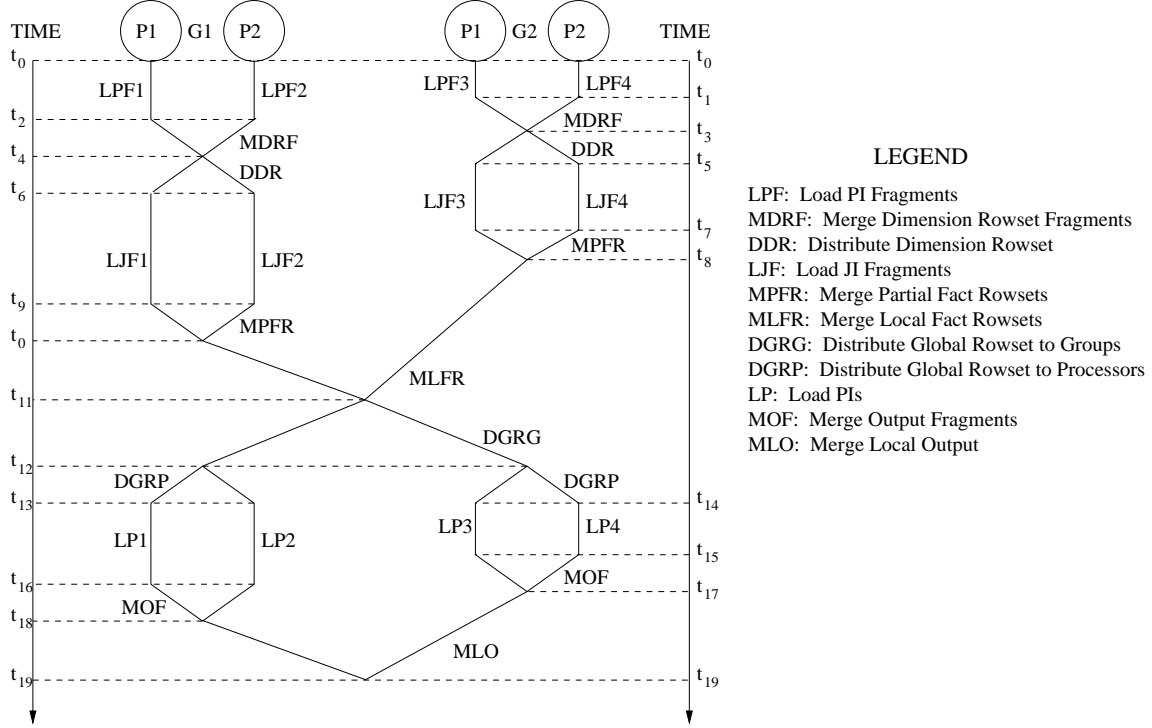 TIME P1 G1 P2 P1 G2 P2 TIME
t0 t0
LPF1 LPF2 LPF3 LPF4
t1
t2 MDRF
t3
MDRF
t4
DDR
t5
DDR
t6
LJF3 LJF4
t7
MPFR
LJF1 LJF2
t8
t9
MPFR
t0
MLFR
t11
DGRG
t12
DGRP DGRP
t13 t14
LP1 LP2 LP3 LP4
t15
MOF
t16
t17
MOF
t18
MLO
t19 t19
LEGEND
LPF: Load PI Fragments
MDRF: Merge Dimension Rowset Fragments
DDR: Distribute Dimension Rowset
LJF: Load JI Fragments
MPFR: Merge Partial Fact Rowsets
MLFR: Merge Local Fact Rowsets
DGRG: Distribute Global Rowset to Groups
DGRP: Distribute Global Rowset to Processors
LP: Load PIs
MOF: Merge Output Fragments
MLO: Merge Local Output